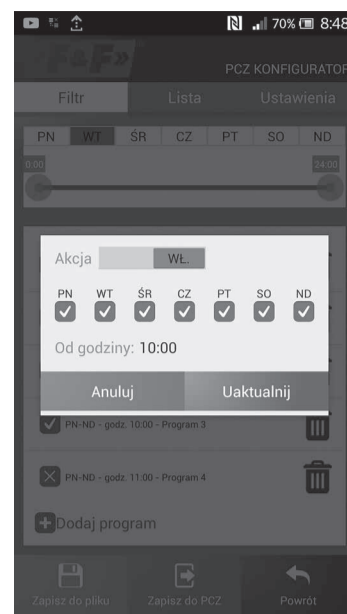 70% 8:48
F&F
PCZ KONFIGURATOR
Filtr Lista Ustawienia
PN WT ŚR CZ PT SO ND
0:00 24:00
Akcja WŁ.
PN WT ŚR CZ PT SO ND
Od godziny: 10:00
Anuluj Uaktualnij
PN-ND - godz. 10:00 - Program 3
PN-ND - godz. 11:00 - Program 4
Dodaj program
Zapisz do pliku Zapisz do PCZ Powrót